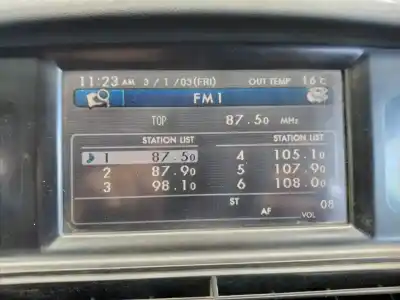 11:23 AM 3/1/03(FRI) OUT TEMP 16℃
FM1
TOP 87.50 MHz
STATION LIST STATION LIST
1 87.50 4 105.10
2 87.90 5 107.90
3 98.10 6 108.00
ST
AF
VOL 08